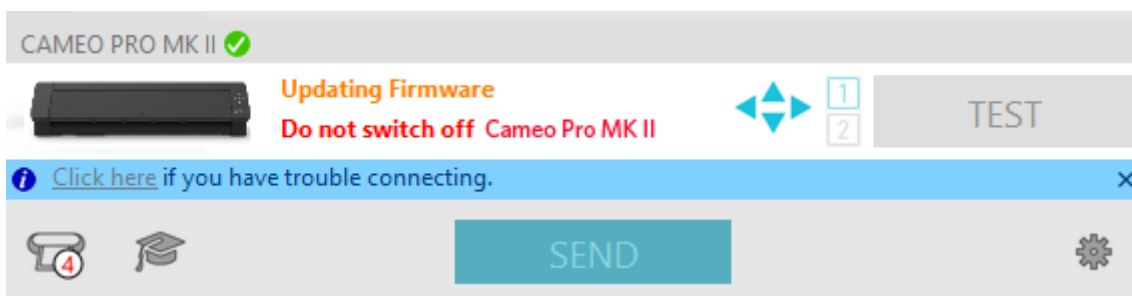 CAMEO PRO MK II
Updating Firmware
Do not switch off Cameo Pro MK II
1
2
TEST
Click here if you have trouble connecting.
4
SEND